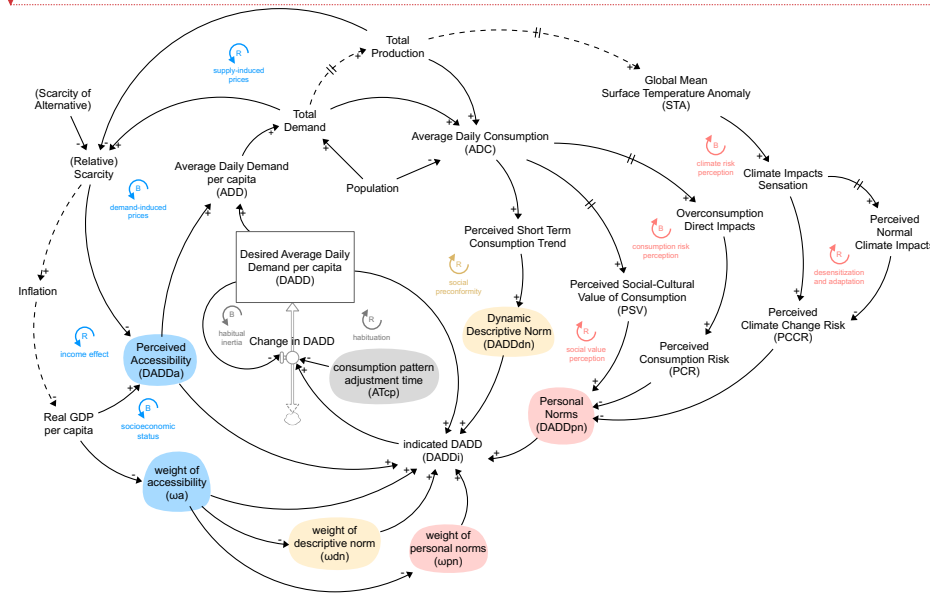 Total
Production
R
supply-induced
prices
Global Mean
Surface Temperature Anomaly
(STA)
(Scarcity of
Alternative)
Total
Demand
Average Daily Consumption
(ADC)
(Relative)
Scarcity
Average Daily Demand
per capita
(ADD)
Population
B
climate risk
perception
Climate Impacts
Sensation
B
demand-induced
prices
Overconsumption
Direct Impacts
Perceived
Normal
Climate Impacts
Perceived Short Term
Consumption Trend
B
consumption risk
perception
R
desensitization
and adaptation
Desired Average Daily
Demand per capita
(DADD)
R
social
preconformity
Inflation
Perceived Social-Cultural
Value of Consumption
(PSV)
B
habitual
inertia
R
habituation
Dynamic
Descriptive Norm
(DADDdn)
Perceived
Climate Change Risk
(PCCR)
R
income effect
Perceived
Accessibility
(DADDa)
Change in DADD
R
social value
perception
Perceived
Consumption Risk
(PCR)
consumption pattern
adjustment time
(ATcp)
Real GDP
per capita
B
socioeconomic
status
Personal
Norms
(DADDpn)
indicated DADD
(DADDi)
weight of
accessibility
(ωa)
weight of
descriptive norm
(ωdn)
weight of
personal norms
(ωpn)